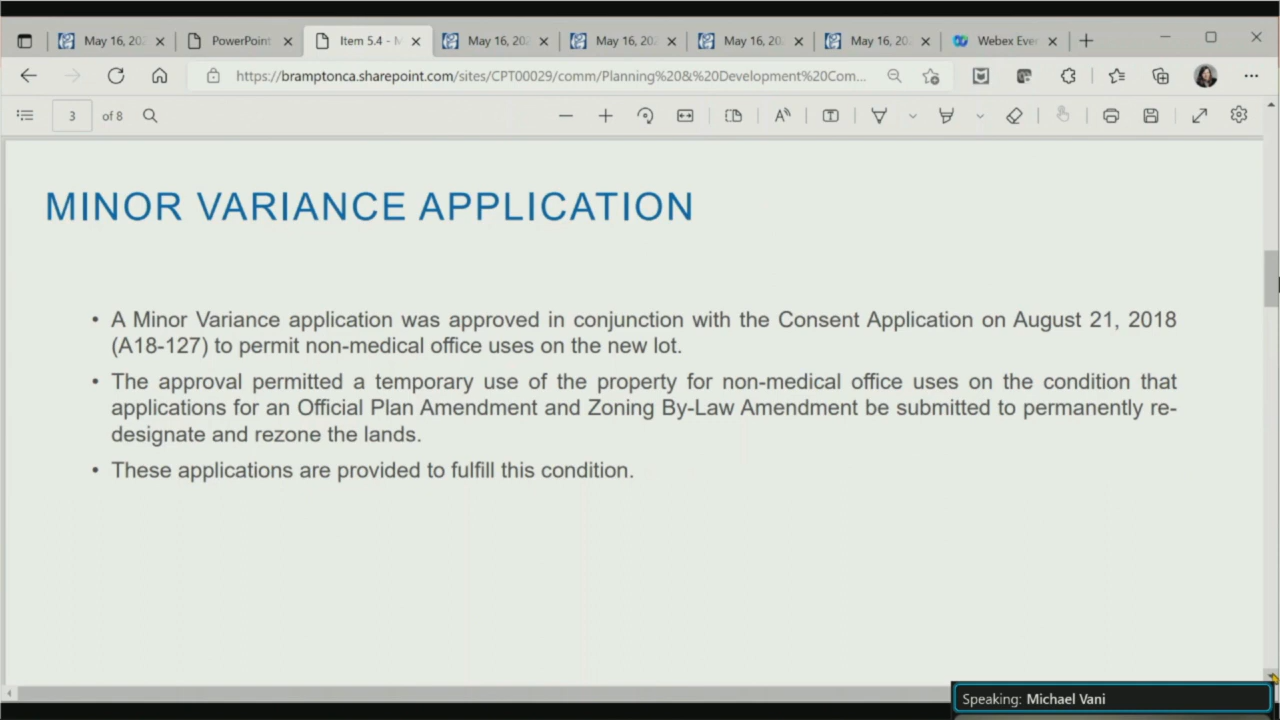 May 16, 202
PowerPoint
Item 5.4 - M
May 16, 202
May 16, 202
May 16, 202
May 16, 202
Webex Eve
https://bramptonca.sharepoint.com/sites/CPT00029/comm/Planning%20&%20Development%20Com...
3 of 8
MINOR VARIANCE APPLICATION
• A Minor Variance application was approved in conjunction with the Consent Application on August 21, 2018
(A18-127) to permit non-medical office uses on the new lot.
• The approval permitted a temporary use of the property for non-medical office uses on the condition that
applications for an Official Plan Amendment and Zoning By-Law Amendment be submitted to permanently re-
designate and rezone the lands.
• These applications are provided to fulfill this condition.
Speaking: Michael Vani